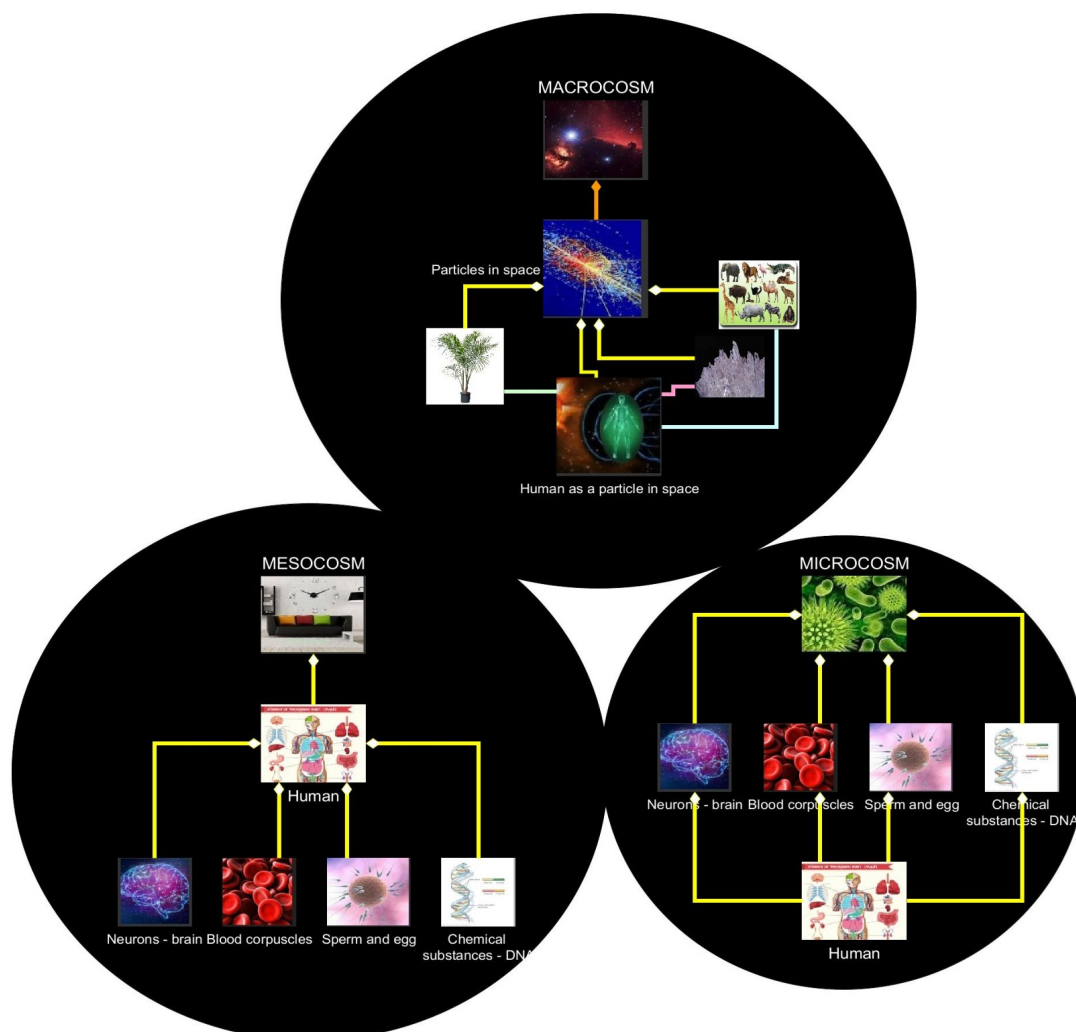 MACROCOSM
Particles in space
Human as a particle in space
MESOCOSM
Human
Neurons - brain
Blood corpuscles
Sperm and egg
Chemical
substances - DNA
MICROCOSM
Neurons - brain
Blood corpuscles
Sperm and egg
Chemical
substances - DNA
Human